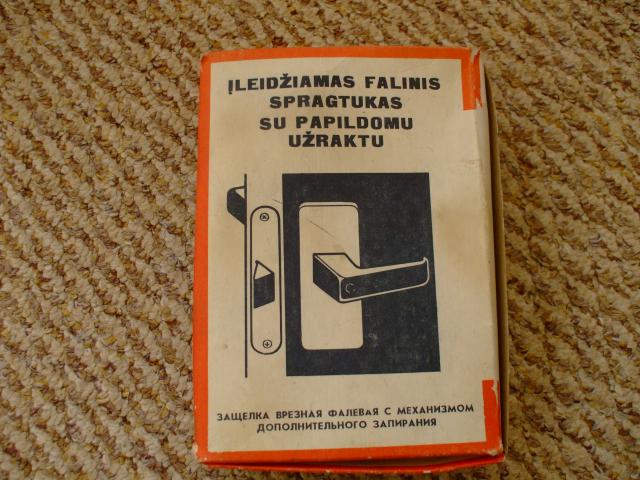 ĮLEIDŽIAMAS FALINIS
SPRAGTUKAS
SU PAPILDOMU
UŽRAKTU
ЗАЩЕЛКА ВРЕЗНАЯ ФАЛЕВАЯ С МЕХАНИЗМОМ
ДОПОЛНИТЕЛЬНОГО ЗАПИРАНИЯ